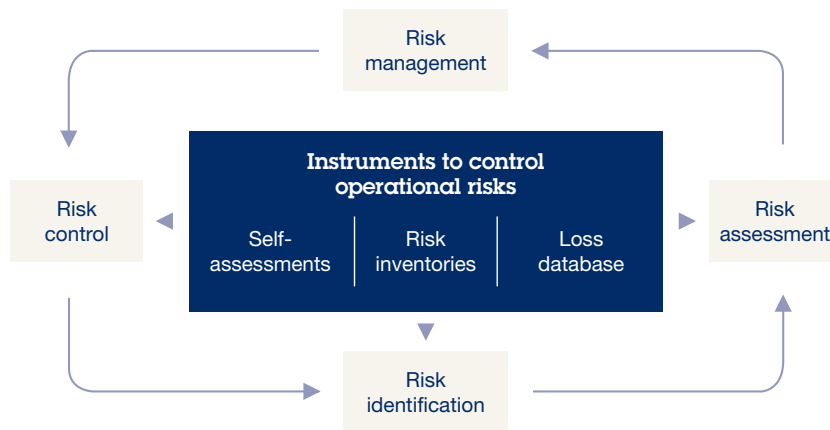 Risk
management
Instruments to control
operational risks
Risk
control
Self-
assessments
Risk
inventories
Loss
database
Risk
assessment
Risk
identification